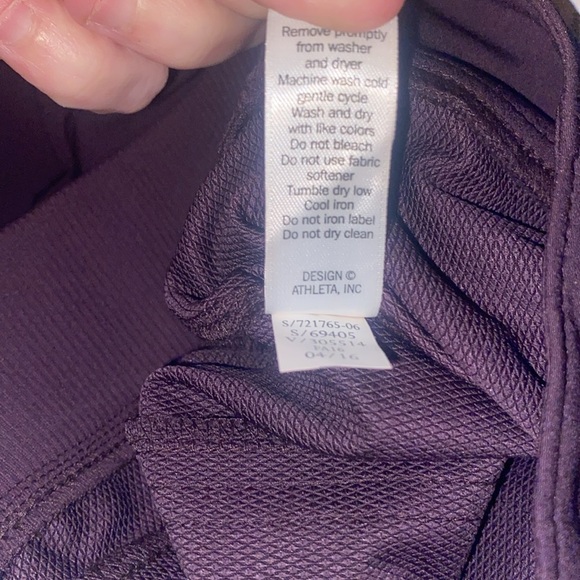 Remove promptly
from washer
and dryer
Machine wash cold
gentle cycle
Wash and dry
with like colors
Do not bleach
Do not use fabric
softener
Tumble dry low
Cool iron
Do not iron label
Do not dry clean
DESIGN ©
ATHLETA, INC
S/721765-06
S/69405
V/305514
FA16
04/16